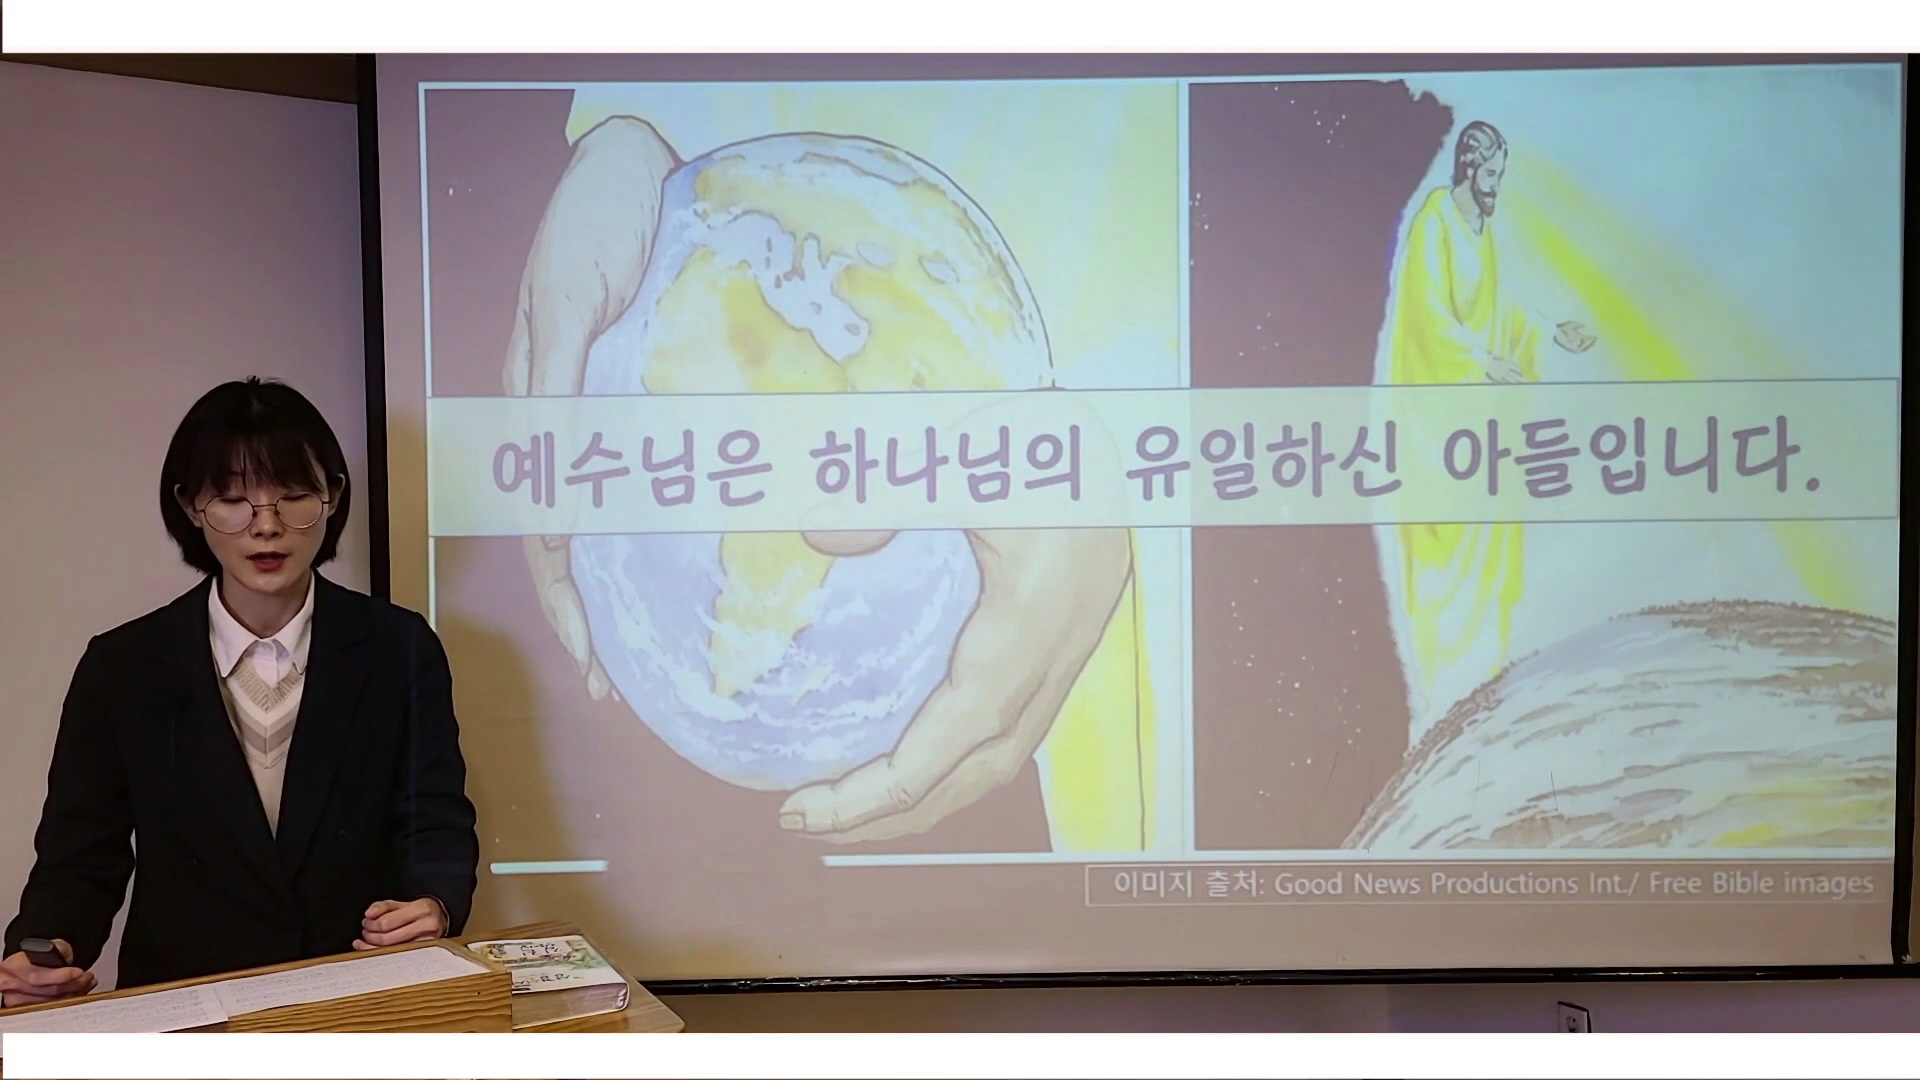 예수님은 하나님의 유일하신 아들입니다.
이미지 출처: Good News Productions Int./ Free Bible images